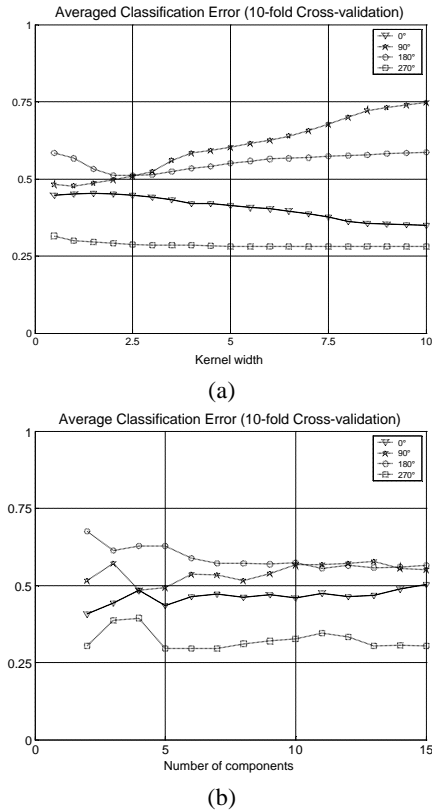 Averaged Classification Error (10-fold Cross-validation)
1
0°
90°
180°
270°
0.75
0.5
0.25
0
0 2.5 5 7.5 10
Kernel width
(a)
Average Classification Error (10-fold Cross-validation)
1
0°
90°
180°
270°
0.75
0.5
0.25
0
0 5 10 15
Number of components
(b)